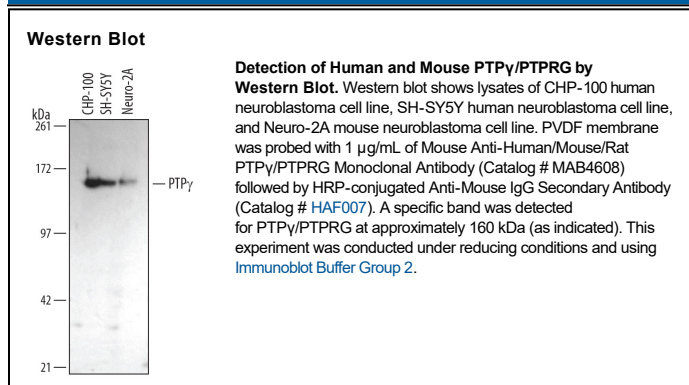 Western Blot
CHP-100
SH-SY5Y
Neuro-2A
kDa
261
172
PTPγ
97
42
21
Detection of Human and Mouse PTPγ/PTPRG by
Western Blot. Western blot shows lysates of CHP-100 human
neuroblastoma cell line, SH-SY5Y human neuroblastoma cell line,
and Neuro-2A mouse neuroblastoma cell line. PVDF membrane
was probed with 1 µg/mL of Mouse Anti-Human/Mouse/Rat
PTPγ/PTPRG Monoclonal Antibody (Catalog # MAB4608)
followed by HRP-conjugated Anti-Mouse IgG Secondary Antibody
(Catalog # HAF007). A specific band was detected
for PTPγ/PTPRG at approximately 160 kDa (as indicated). This
experiment was conducted under reducing conditions and using
Immunoblot Buffer Group 2.